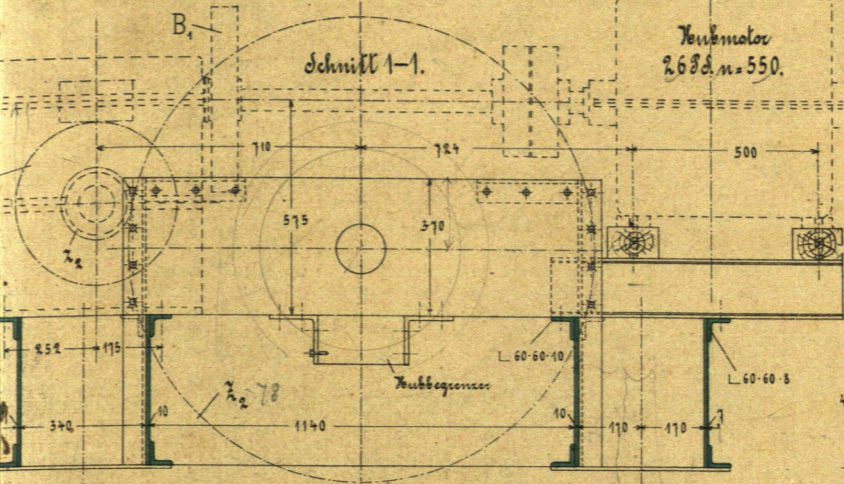 B₁
Schnitt 1-1.
Hubmotor
26 PS. n=550.
710
724
500
575
370
Z₂
252
175
Hubbegrenzer
∟60·60·10
∟60·60·8
Z₂ 78
340
10
1140
10
170
170